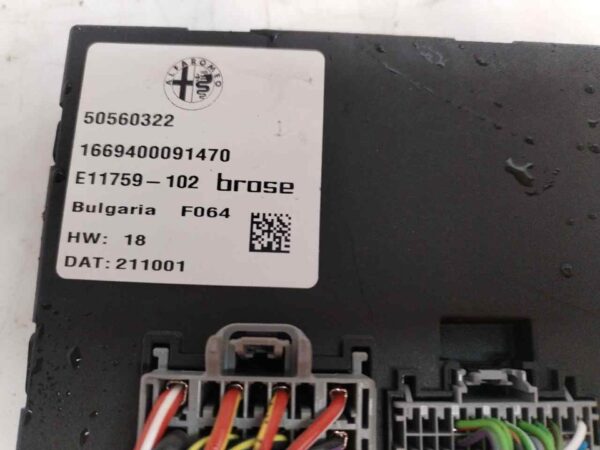 ALFA ROMEO
50560322
1669400091470
E11759-102 brose
Bulgaria F064
HW: 18
DAT: 211001